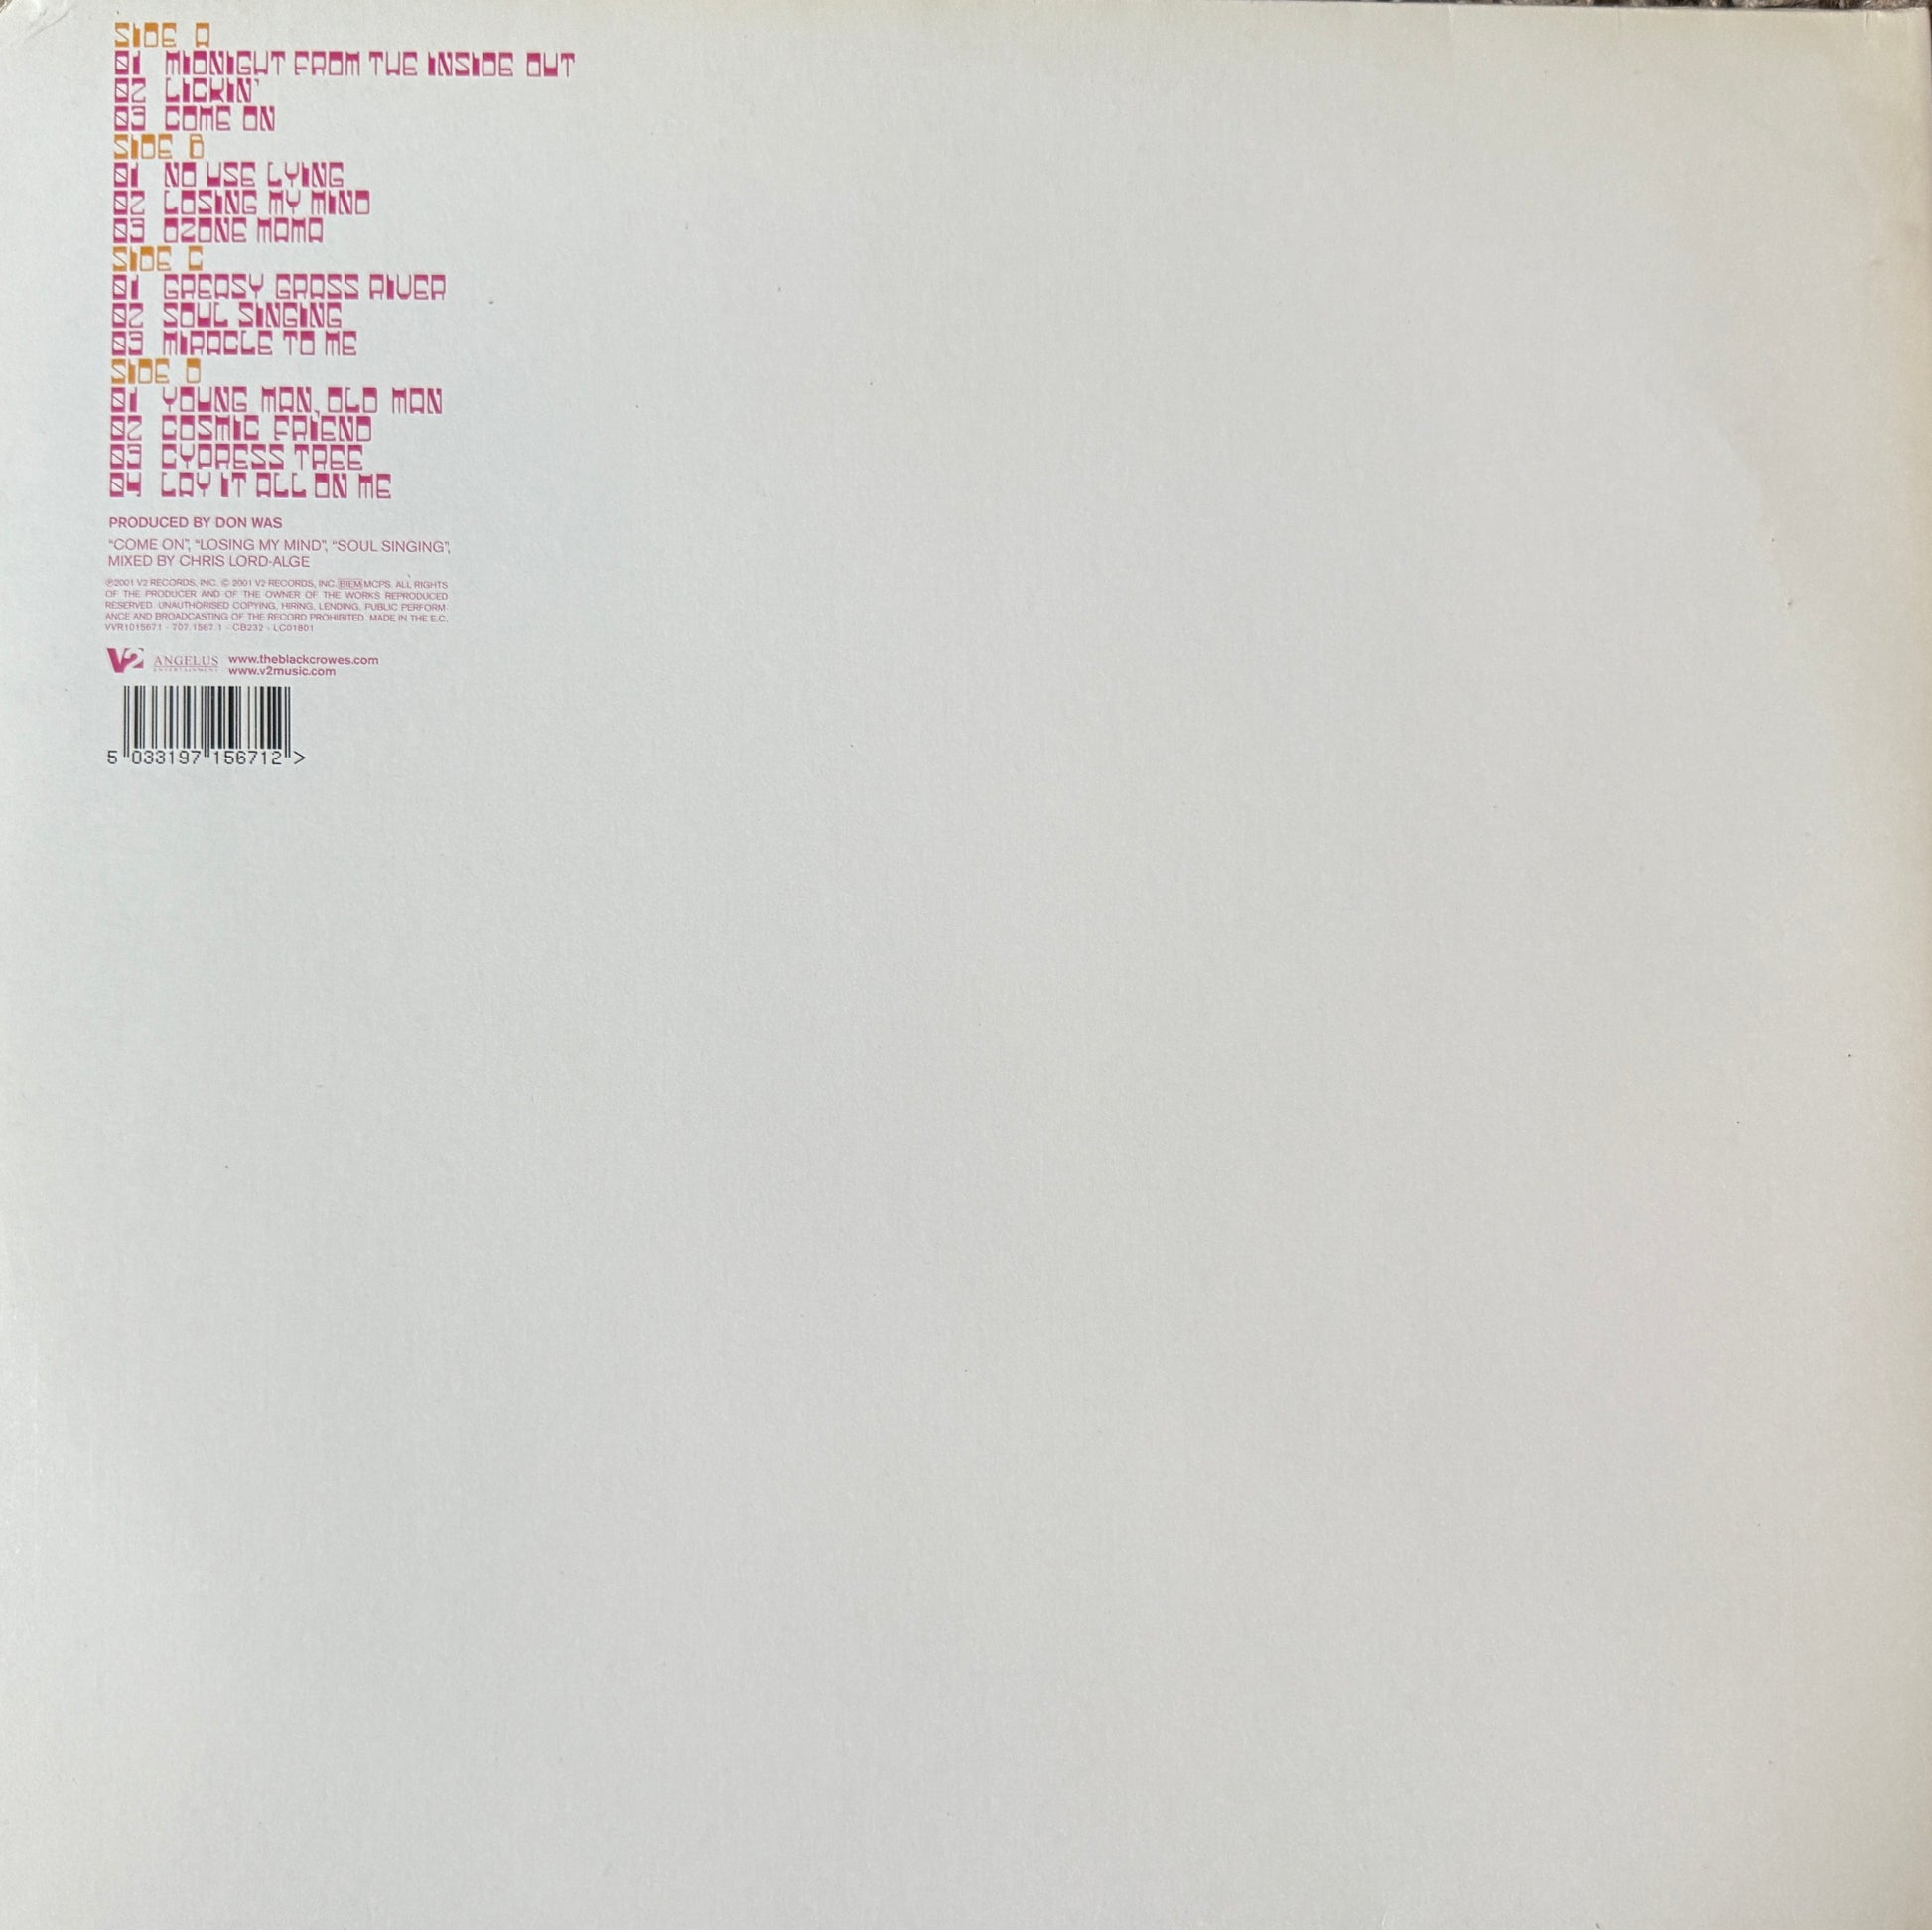 SIDE A
01 MIDNIGHT FROM THE INSIDE OUT
02 LICKIN'
03 COME ON
SIDE B
01 NO USE LYING
02 LOSING MY MIND
03 OZONE MAMA
SIDE C
01 GREASY GRASS RIVER
02 SOUL SINGING
03 MIRACLE TO ME
SIDE D
01 YOUNG MAN, OLD MAN
02 COSMIC FRIEND
03 CYPRESS TREE
04 LAY IT ALL ON ME
PRODUCED BY DON WAS
“COME ON”, “LOSING MY MIND”, “SOUL SINGING”,
MIXED BY CHRIS LORD-ALGE
℗2001 V2 RECORDS, INC. © 2001 V2 RECORDS, INC. BIEM MCPS. ALL RIGHTS
OF THE PRODUCER AND OF THE OWNER OF THE WORKS REPRODUCED
RESERVED. UNAUTHORISED COPYING, HIRING, LENDING, PUBLIC PERFORM-
ANCE AND BROADCASTING OF THE RECORD PROHIBITED. MADE IN THE E.C.
VVR1015671 - 707.1567.1 - CB232 - LC01801
V2 ANGELUS www.theblackcrowes.com
ENTERTAINMENT www.v2music.com
5 033197 156712 >